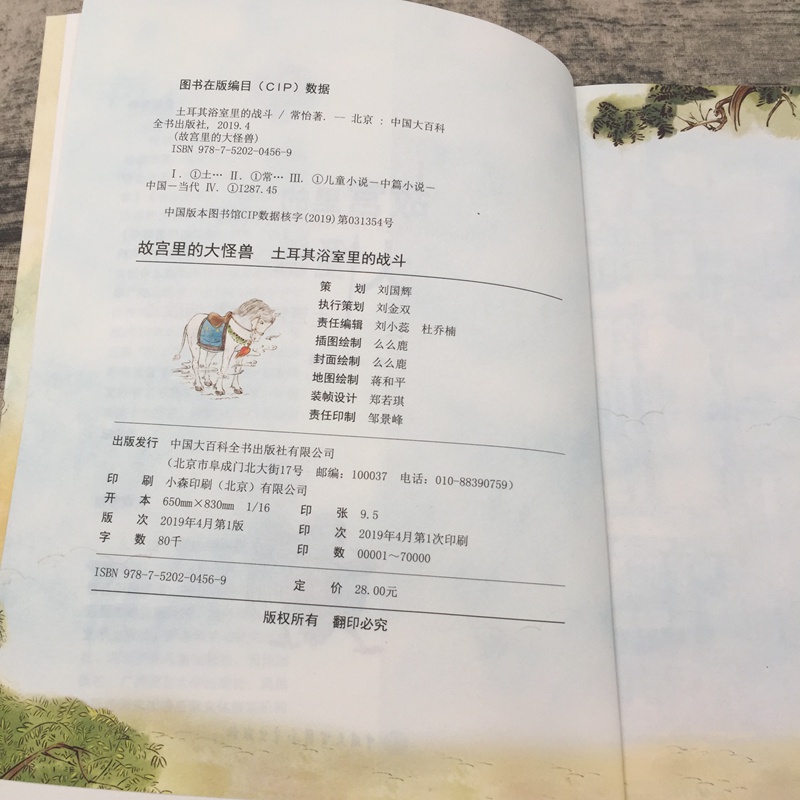 图书在版编目（CIP）数据
土耳其浴室里的战斗 / 常怡著. — 北京 : 中国大百科
全书出版社, 2019.4
(故宫里的大怪兽)
ISBN 978-7-5202-0456-9
Ⅰ. ①土… Ⅱ. ①常… Ⅲ. ①儿童小说－中篇小说－
中国－当代 Ⅳ. ①I287.45
中国版本图书馆CIP数据核字(2019)第031354号
故宫里的大怪兽 土耳其浴室里的战斗
策 划 刘国辉
执行策划 刘金双
责任编辑 刘小蕊 杜乔楠
插图绘制 么么鹿
封面绘制 么么鹿
地图绘制 蒋和平
装帧设计 郑若琪
责任印制 邹景峰
出版发行 中国大百科全书出版社有限公司
（北京市阜成门北大街17号 邮编：100037 电话：010-88390759）
印 刷 小森印刷（北京）有限公司
开 本 650mm×830mm 1/16 印 张 9.5
版 次 2019年4月第1版 印 次 2019年4月第1次印刷
字 数 80千 印 数 00001~70000
ISBN 978-7-5202-0456-9 定 价 28.00元
版权所有 翻印必究